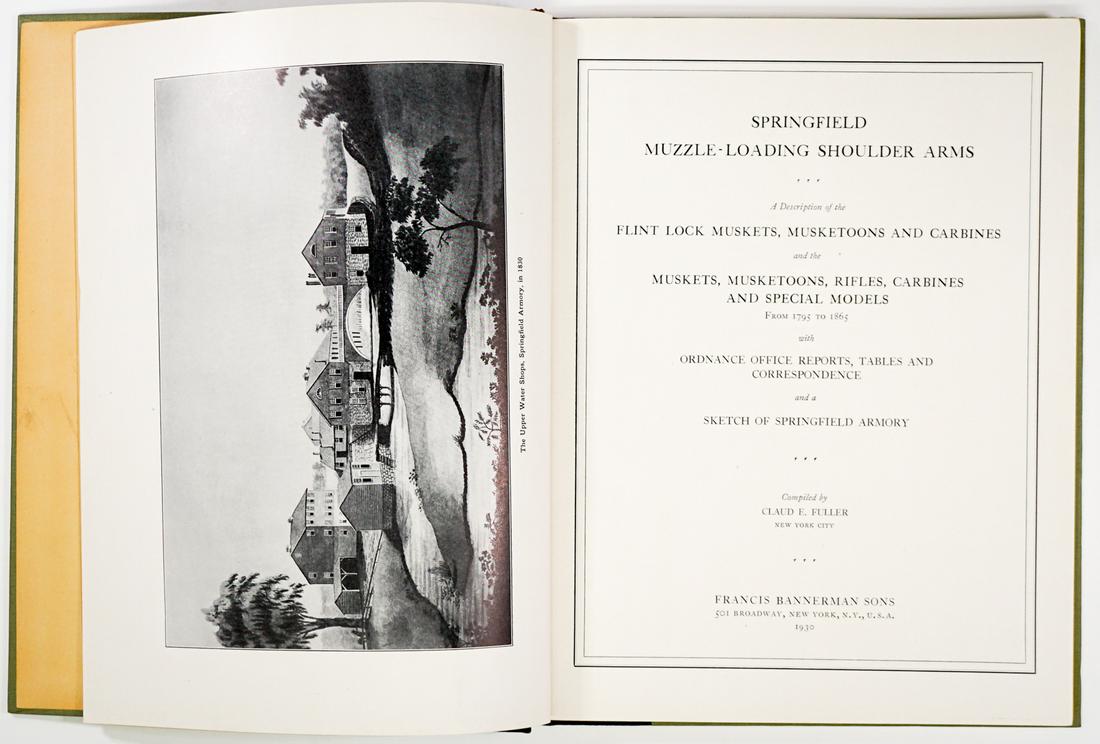 The Upper Water Shops, Springfield Armory, in 1830
SPRINGFIELD
MUZZLE-LOADING SHOULDER ARMS
A Description of the
FLINT LOCK MUSKETS, MUSKETOONS AND CARBINES
and the
MUSKETS, MUSKETOONS, RIFLES, CARBINES
AND SPECIAL MODELS
FROM 1795 TO 1865
with
ORDNANCE OFFICE REPORTS, TABLES AND
CORRESPONDENCE
and a
SKETCH OF SPRINGFIELD ARMORY
Compiled by
CLAUD E. FULLER
NEW YORK CITY
FRANCIS BANNERMAN SONS
501 BROADWAY, NEW YORK, N.Y., U.S.A.
1930